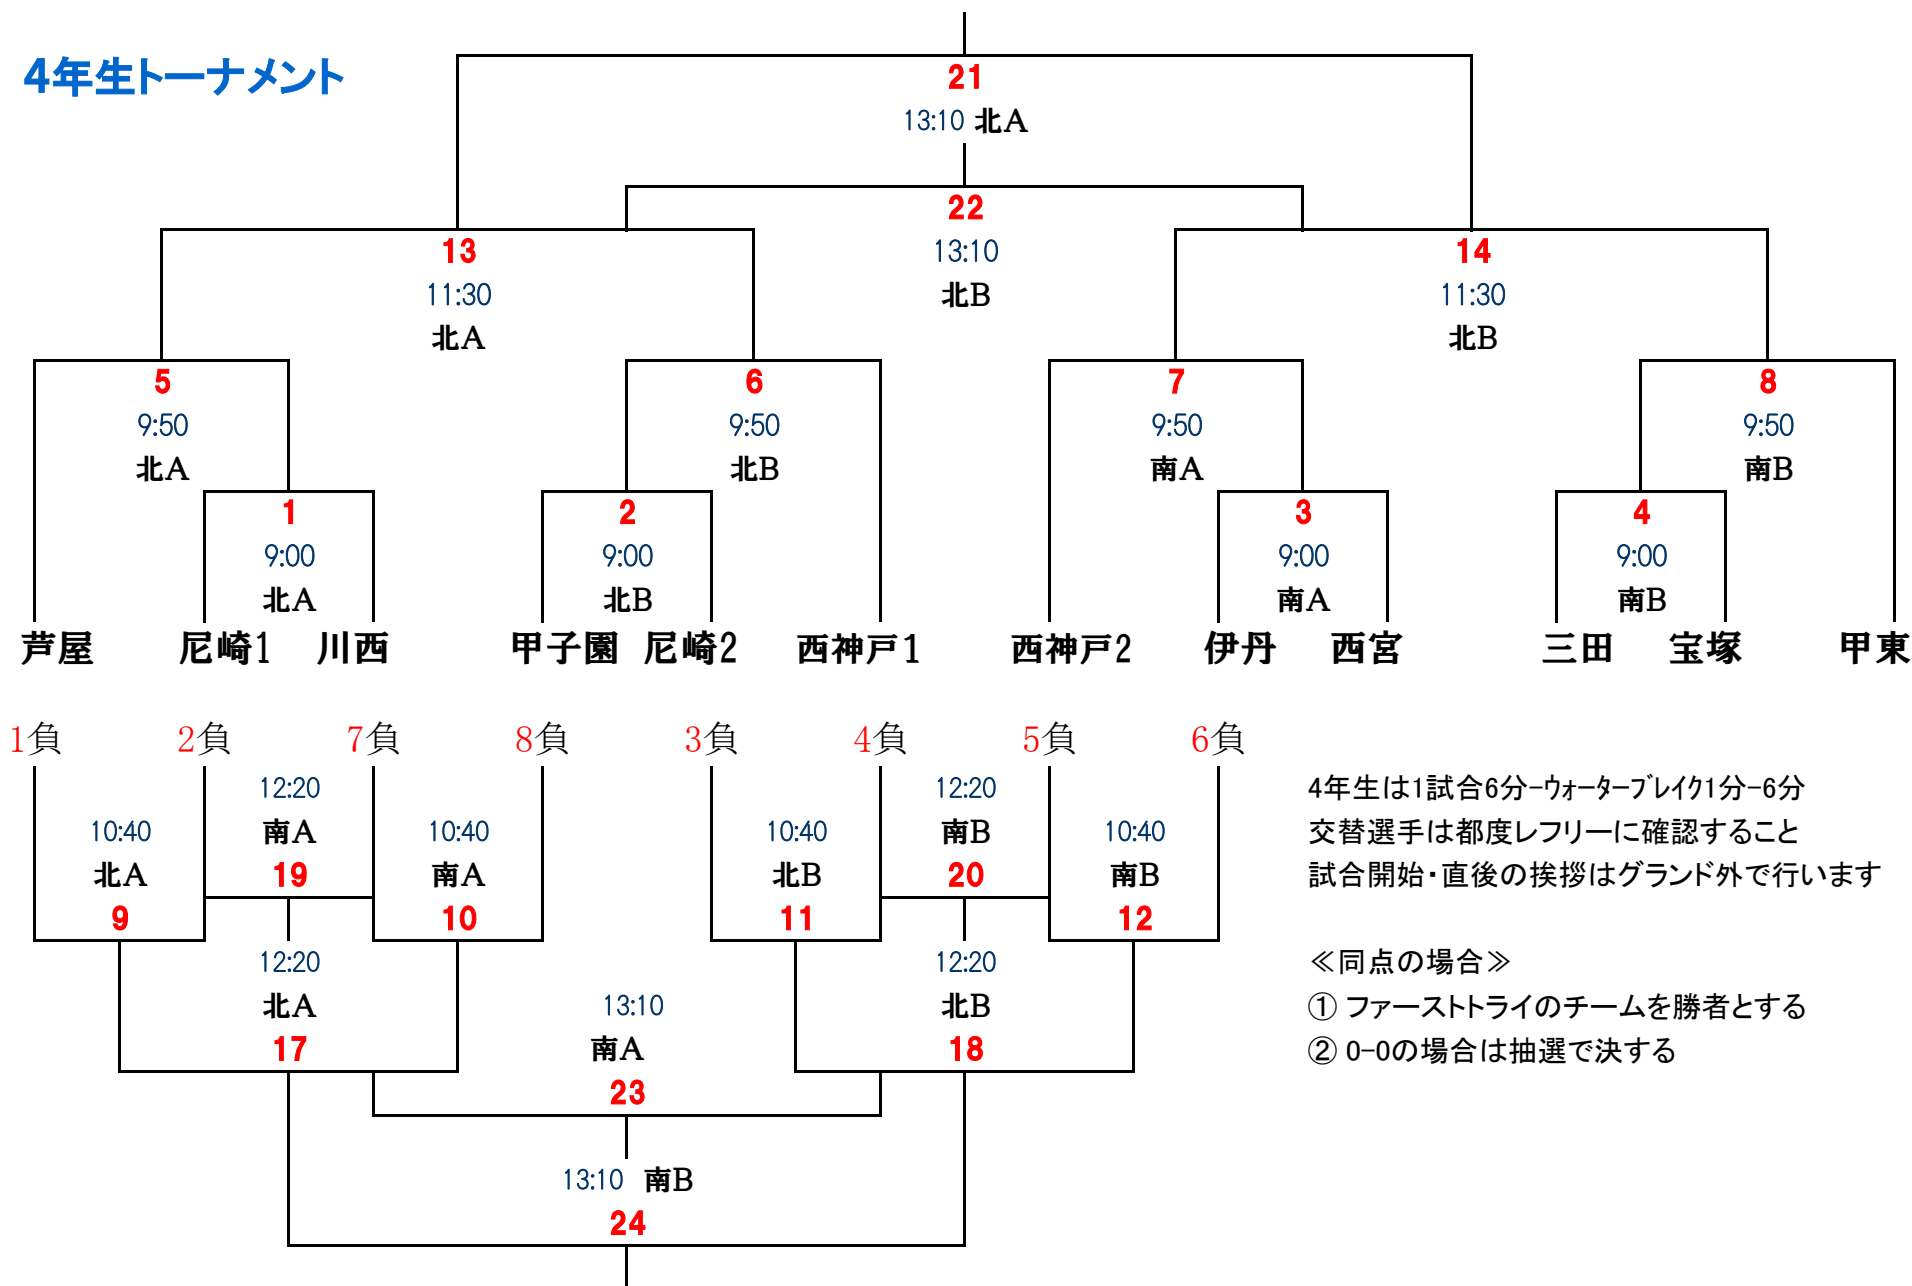 4年生トーナメント
21
13:10 北A
22
13:10
北B
13
11:30
北A
14
11:30
北B
5
9:50
北A
6
9:50
北B
7
9:50
南A
8
9:50
南B
1
9:00
北A
2
9:00
北B
3
9:00
南A
4
9:00
南B
芦屋 尼崎1 川西 甲子園 尼崎2 西神戸1 西神戸2 伊丹 西宮 三田 宝塚 甲東
1負 2負 7負 8負 3負 4負 5負 6負
12:20
南A
19
12:20
南B
20
10:40
北A
9
10:40
南A
10
10:40
北B
11
10:40
南B
12
12:20
北A
17
12:20
北B
18
13:10
南A
23
13:10 南B
24
4年生は1試合6分-ウォーターブレイク1分-6分
交替選手は都度レフリーに確認すること
試合開始・直後の挨拶はグランド外で行います
≪同点の場合≫
① ファーストトライのチームを勝者とする
② 0-0の場合は抽選で決する